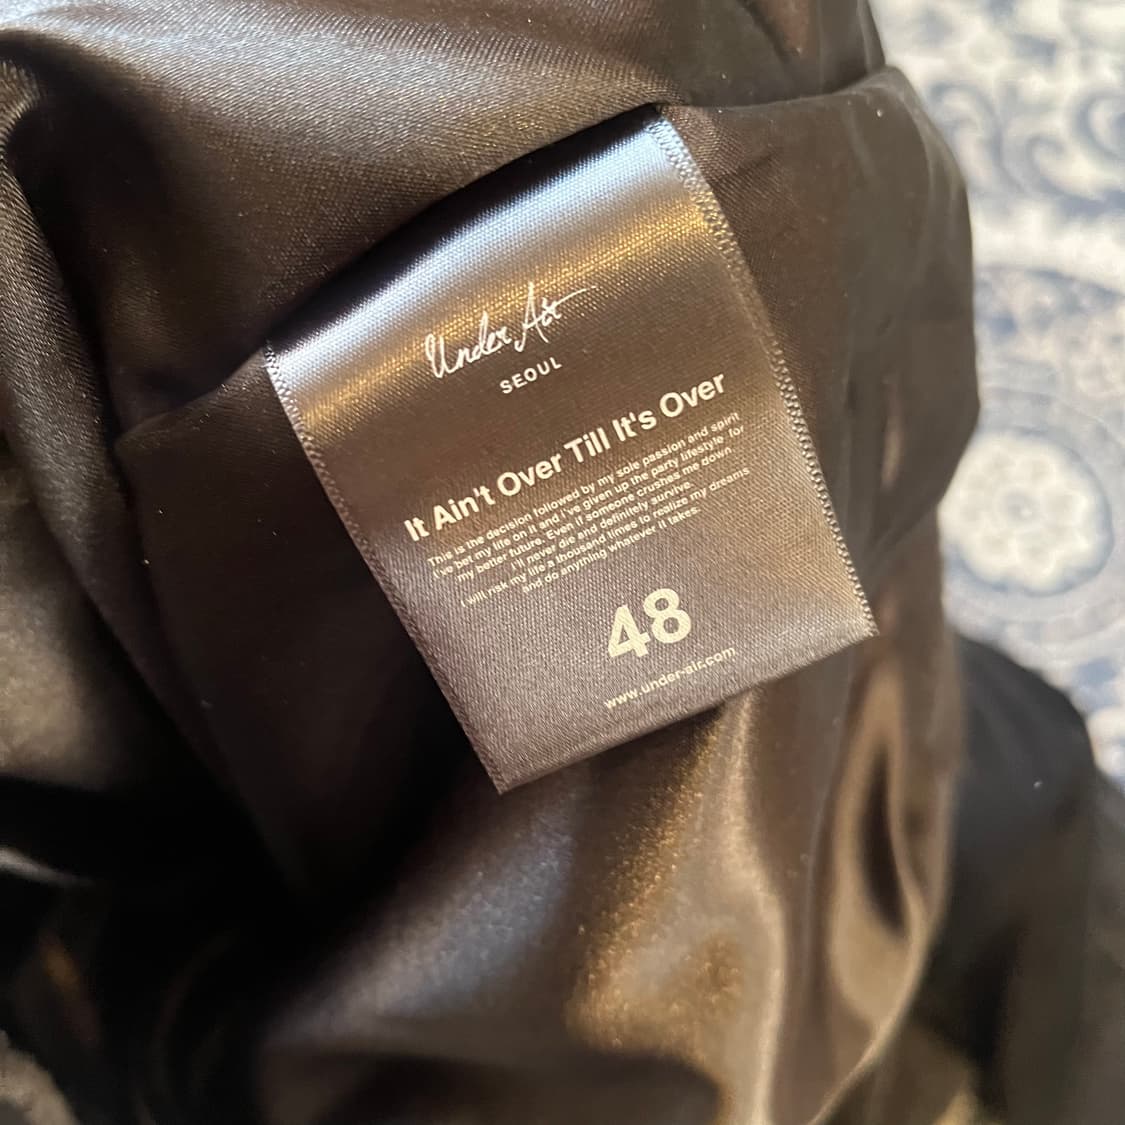 Under Air
SEOUL
It Ain't Over Till It's Over
This is the decision followed by my sole passion and spirit
I've bet my life on it and i've given up the party lifestyle for
my better future. Even if someone crushes me down
I'll never die and definitely survive.
I will risk my life a thousand times to realize my dreams
and do anything whatever it takes.
48
www.under-air.com